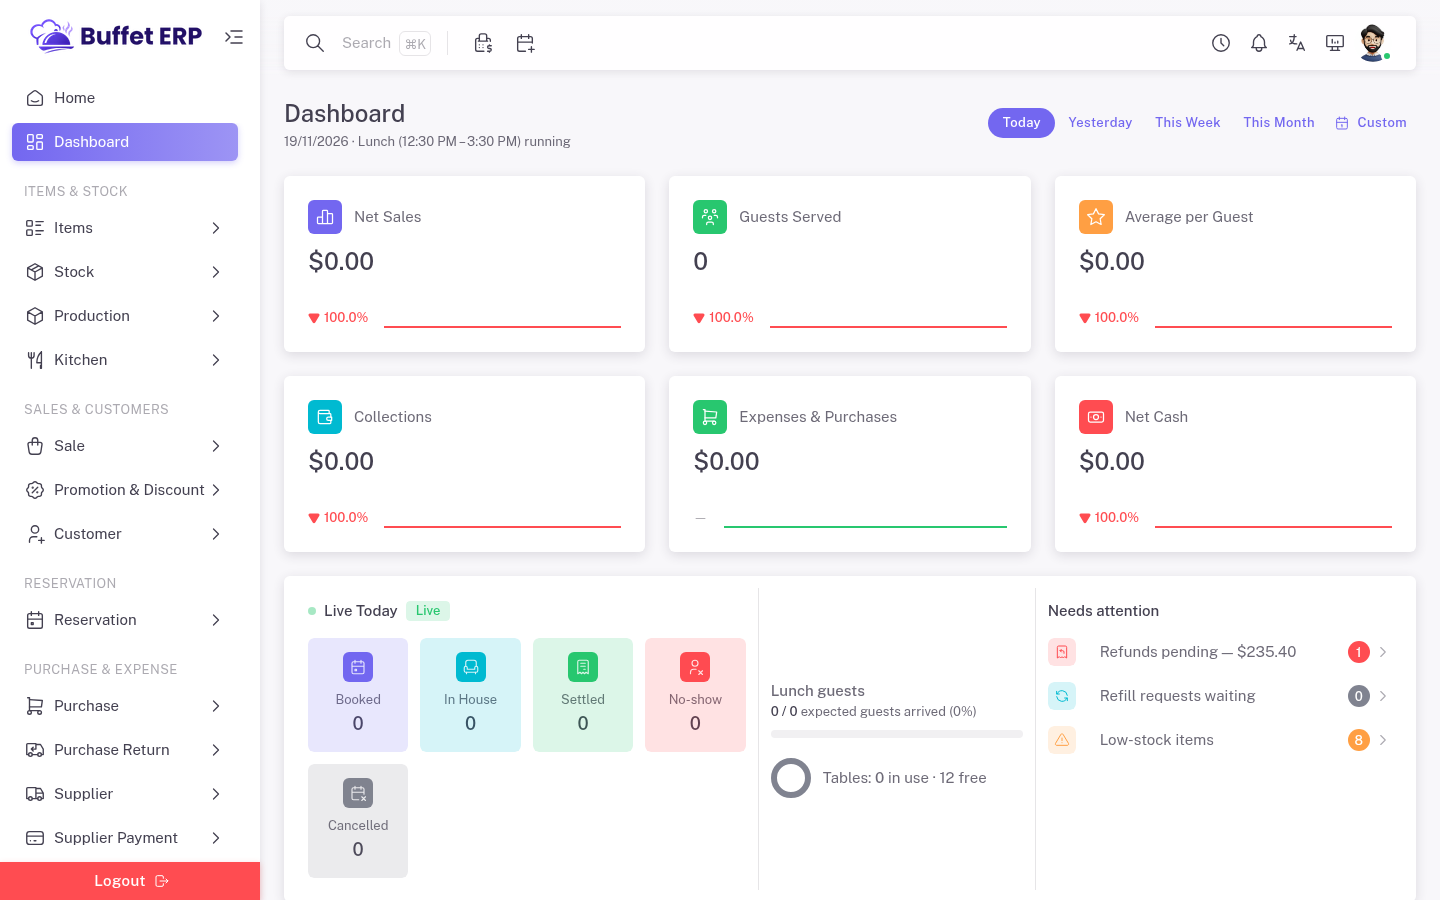 Buffet ERP
Home
Dashboard
ITEMS & STOCK
Items
Stock
Production
Kitchen
SALES & CUSTOMERS
Sale
Promotion & Discount
Customer
RESERVATION
Reservation
PURCHASE & EXPENSE
Purchase
Purchase Return
Supplier
Supplier Payment
Logout
Search ⌘K
Dashboard
19/11/2026 · Lunch (12:30 PM – 3:30 PM) running
Today Yesterday This Week This Month Custom
Net Sales
$0.00
100.0%
Guests Served
0
100.0%
Average per Guest
$0.00
100.0%
Collections
$0.00
100.0%
Expenses & Purchases
$0.00
—
Net Cash
$0.00
100.0%
Live Today Live
Booked
0
In House
0
Settled
0
No-show
0
Cancelled
0
Lunch guests
0 / 0 expected guests arrived (0%)
Tables: 0 in use · 12 free
Needs attention
Refunds pending — $235.40 1
Refill requests waiting 0
Low-stock items 8